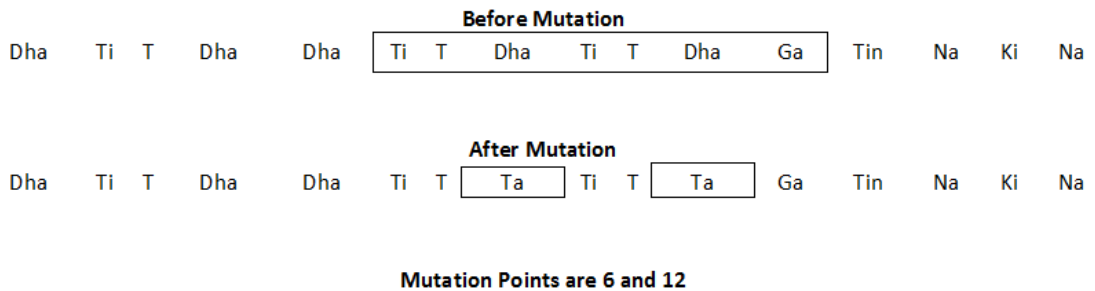 Before Mutation
Dha Ti T Dha Dha Ti T Dha Ti T Dha Ga Tin Na Ki Na
After Mutation
Dha Ti T Dha Dha Ti T Ta Ti T Ta Ga Tin Na Ki Na
Mutation Points are 6 and 12